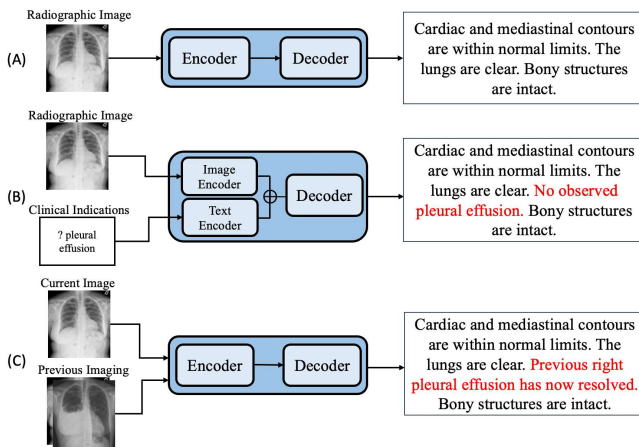 Radiographic Image
(A)
Encoder
Decoder
Cardiac and mediastinal contours
are within normal limits. The
lungs are clear. Bony structures
are intact.
Radiographic Image
(B)
Image
Encoder
Text
Encoder
Decoder
Clinical Indications
? pleural
effusion
Cardiac and mediastinal contours
are within normal limits. The
lungs are clear. No observed
pleural effusion. Bony structures
are intact.
Current Image
(C)
Previous Imaging
Encoder
Decoder
Cardiac and mediastinal contours
are within normal limits. The
lungs are clear. Previous right
pleural effusion has now resolved.
Bony structures are intact.